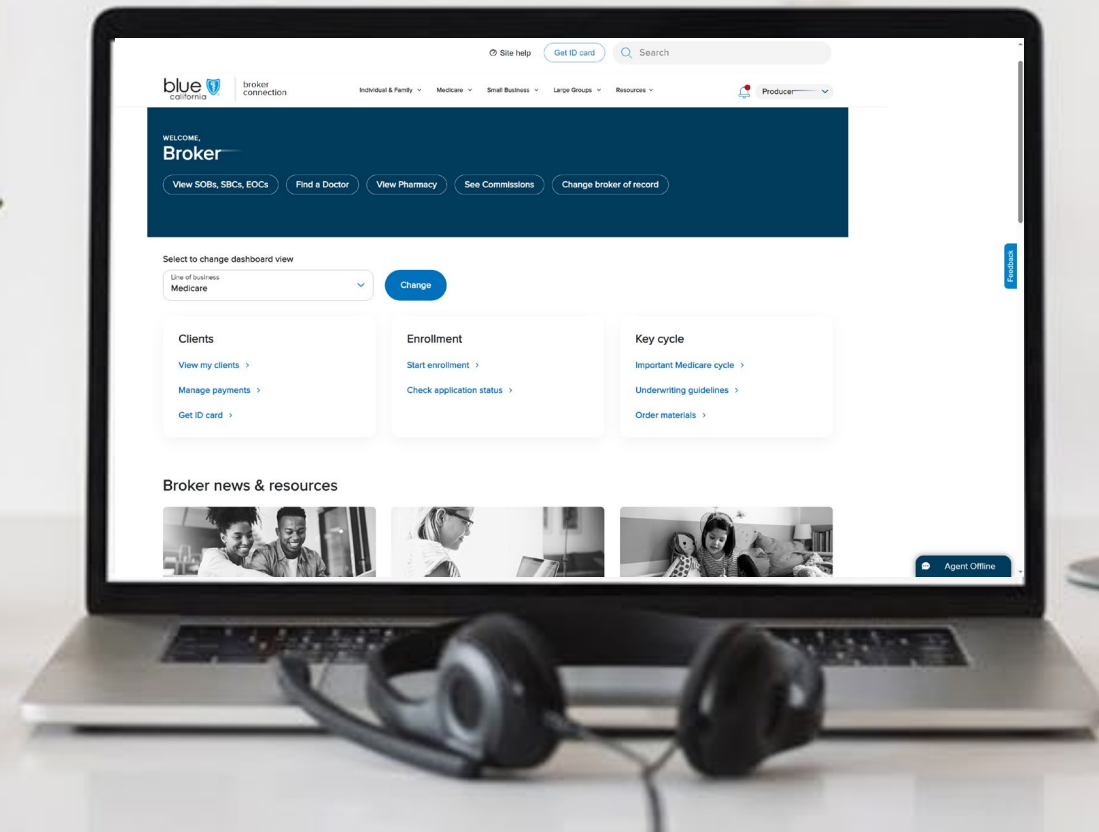 Site help
Get ID card
Search
blue
california
broker
connection
Individual & Family
Medicare
Small Business
Large Groups
Resources
Producer
WELCOME,
Broker
View SOBs, SBCs, EOCs
Find a Doctor
View Pharmacy
See Commissions
Change broker of record
Feedback
Select to change dashboard view
Line of business
Medicare
Change
Clients
View my clients
Manage payments
Get ID card
Enrollment
Start enrollment
Check application status
Key cycle
Important Medicare cycle
Underwriting guidelines
Order materials
Broker news & resources
Agent Offline